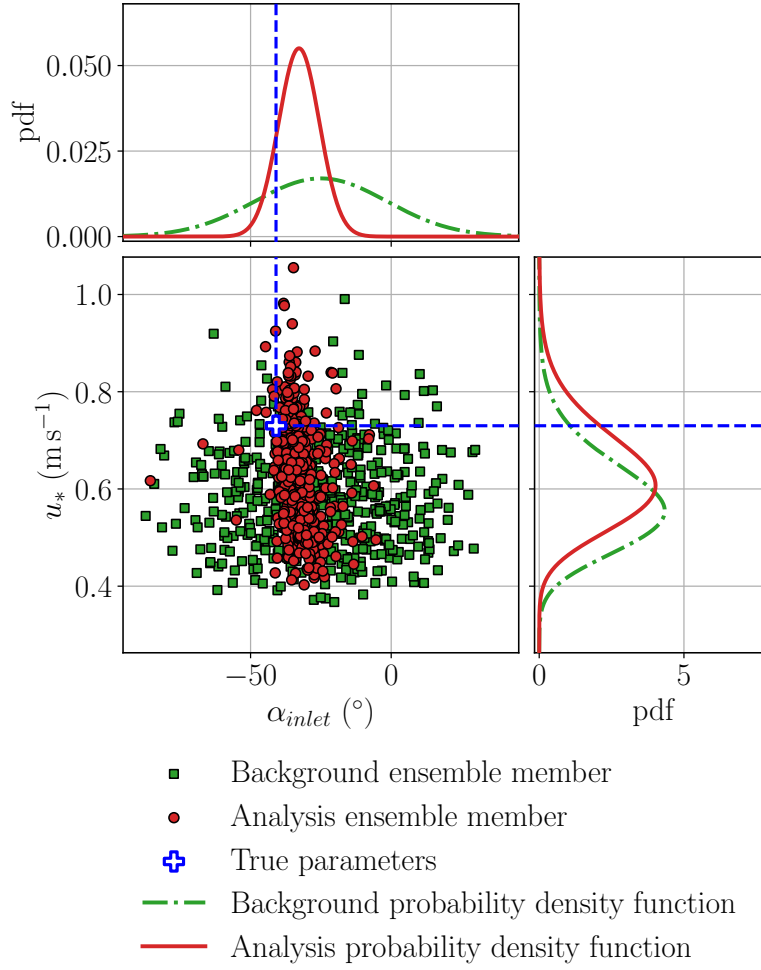 0.050
0.025
0.000
pdf
1.0
0.8
0.6
0.4
u* (m s−1)
−50 0
αinlet (°)
0 5
pdf
Background ensemble member
Analysis ensemble member
True parameters
Background probability density function
Analysis probability density function